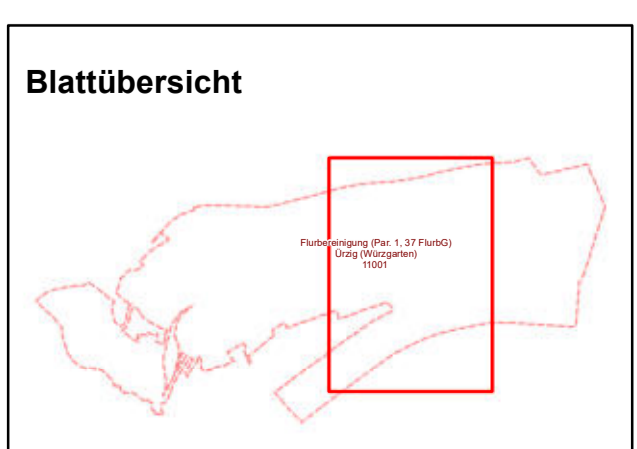 Blattübersicht
Flurbereinigung (Par. 1, 37 FlurbG)
Ürzig (Würzgarten)
11001